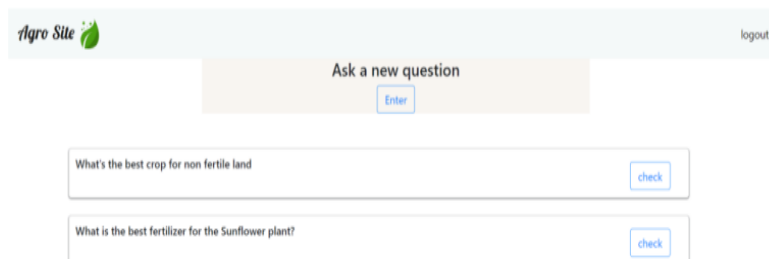 Agro Site
logout
Ask a new question
Enter
What's the best crop for non fertile land
check
What is the best fertilizer for the Sunflower plant?
check